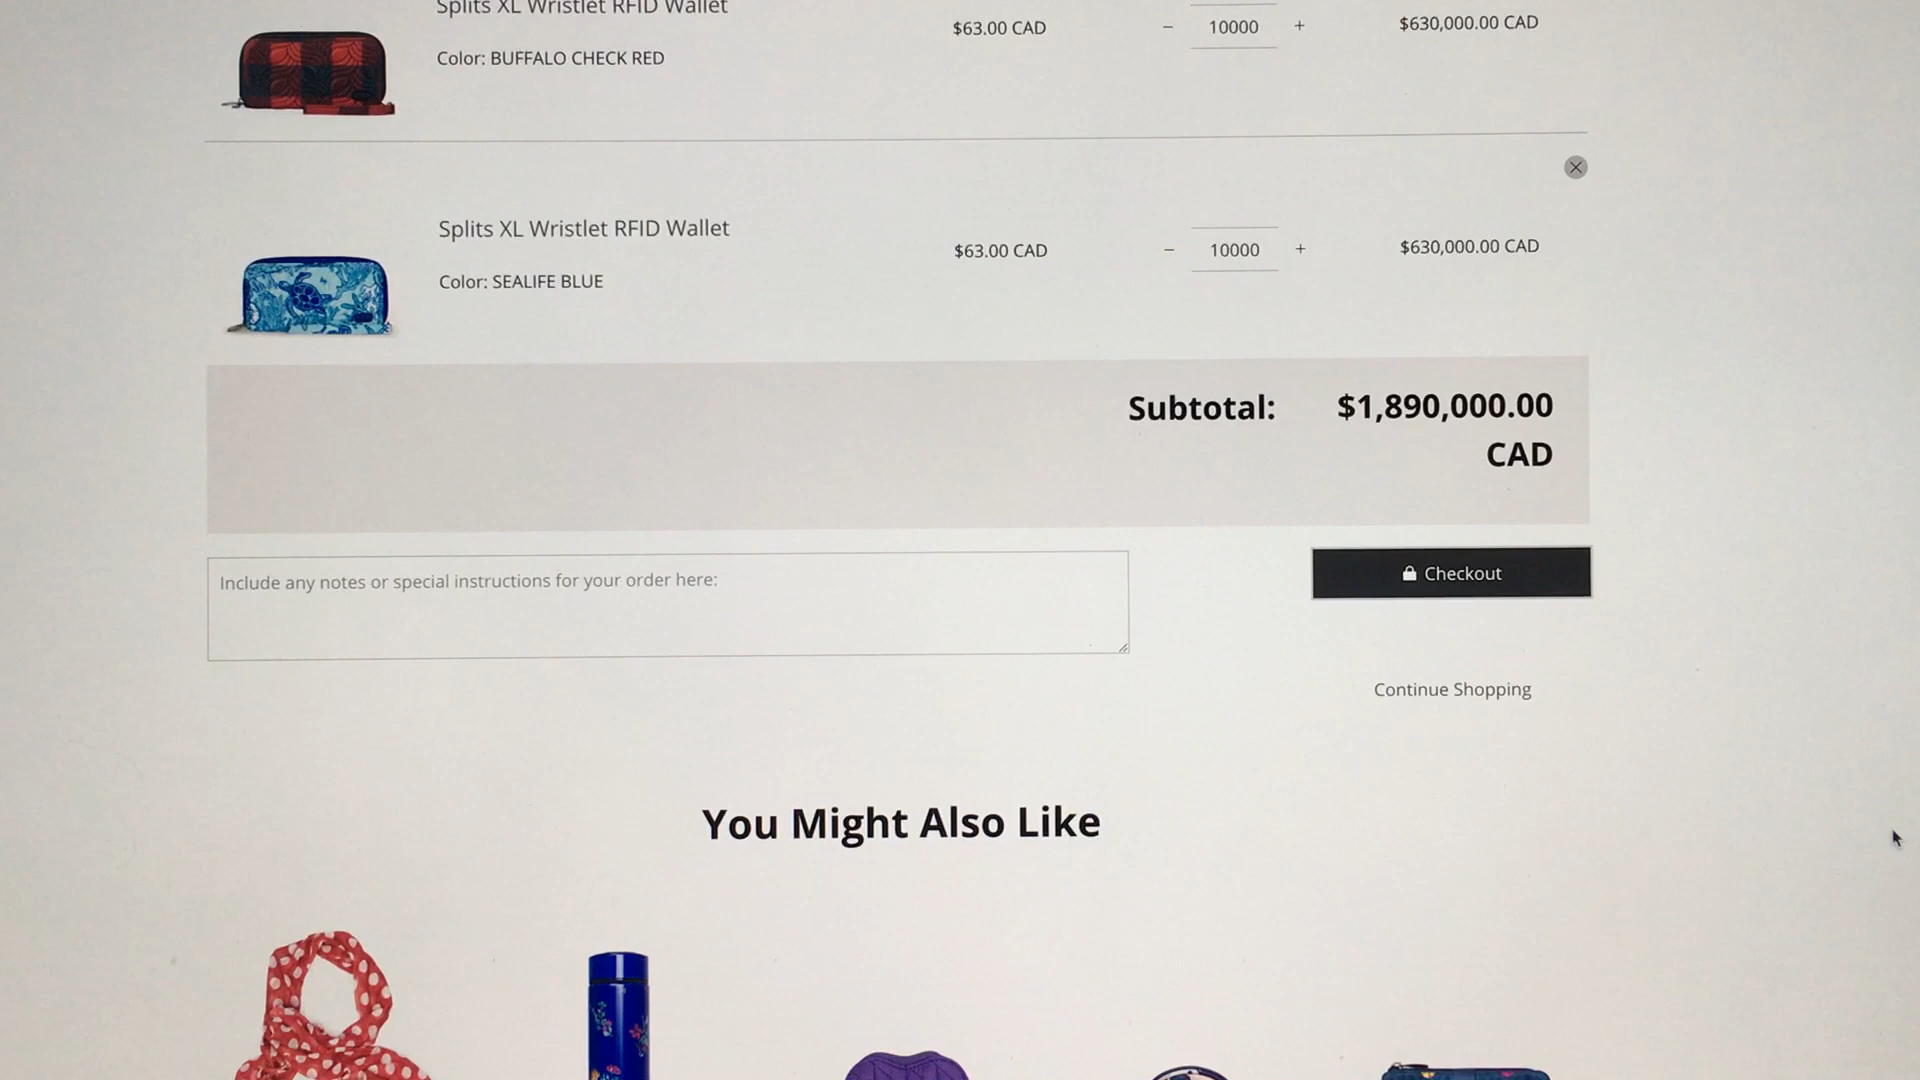 Splits XL Wristlet RFID Wallet
$63.00 CAD
− 10000 +
$630,000.00 CAD
Color: BUFFALO CHECK RED
Splits XL Wristlet RFID Wallet
$63.00 CAD
− 10000 +
$630,000.00 CAD
Color: SEALIFE BLUE
Subtotal: $1,890,000.00
CAD
Include any notes or special instructions for your order here:
Checkout
Continue Shopping
You Might Also Like